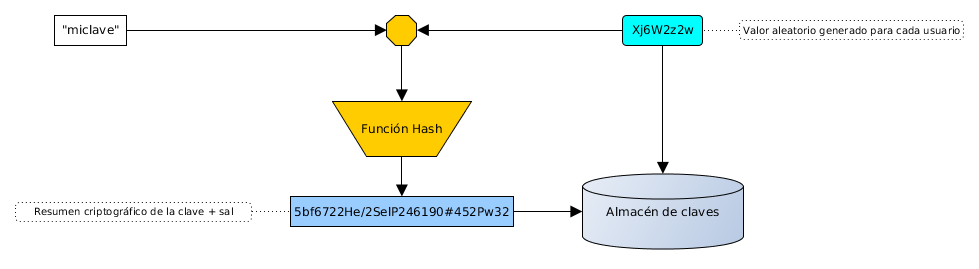 "miclave"
Xj6W2z2w
Valor aleatorio generado para cada usuario
Función Hash
Resumen criptográfico de la clave + sal
5bf6722He/2SelP246190#452Pw32
Almacén de claves